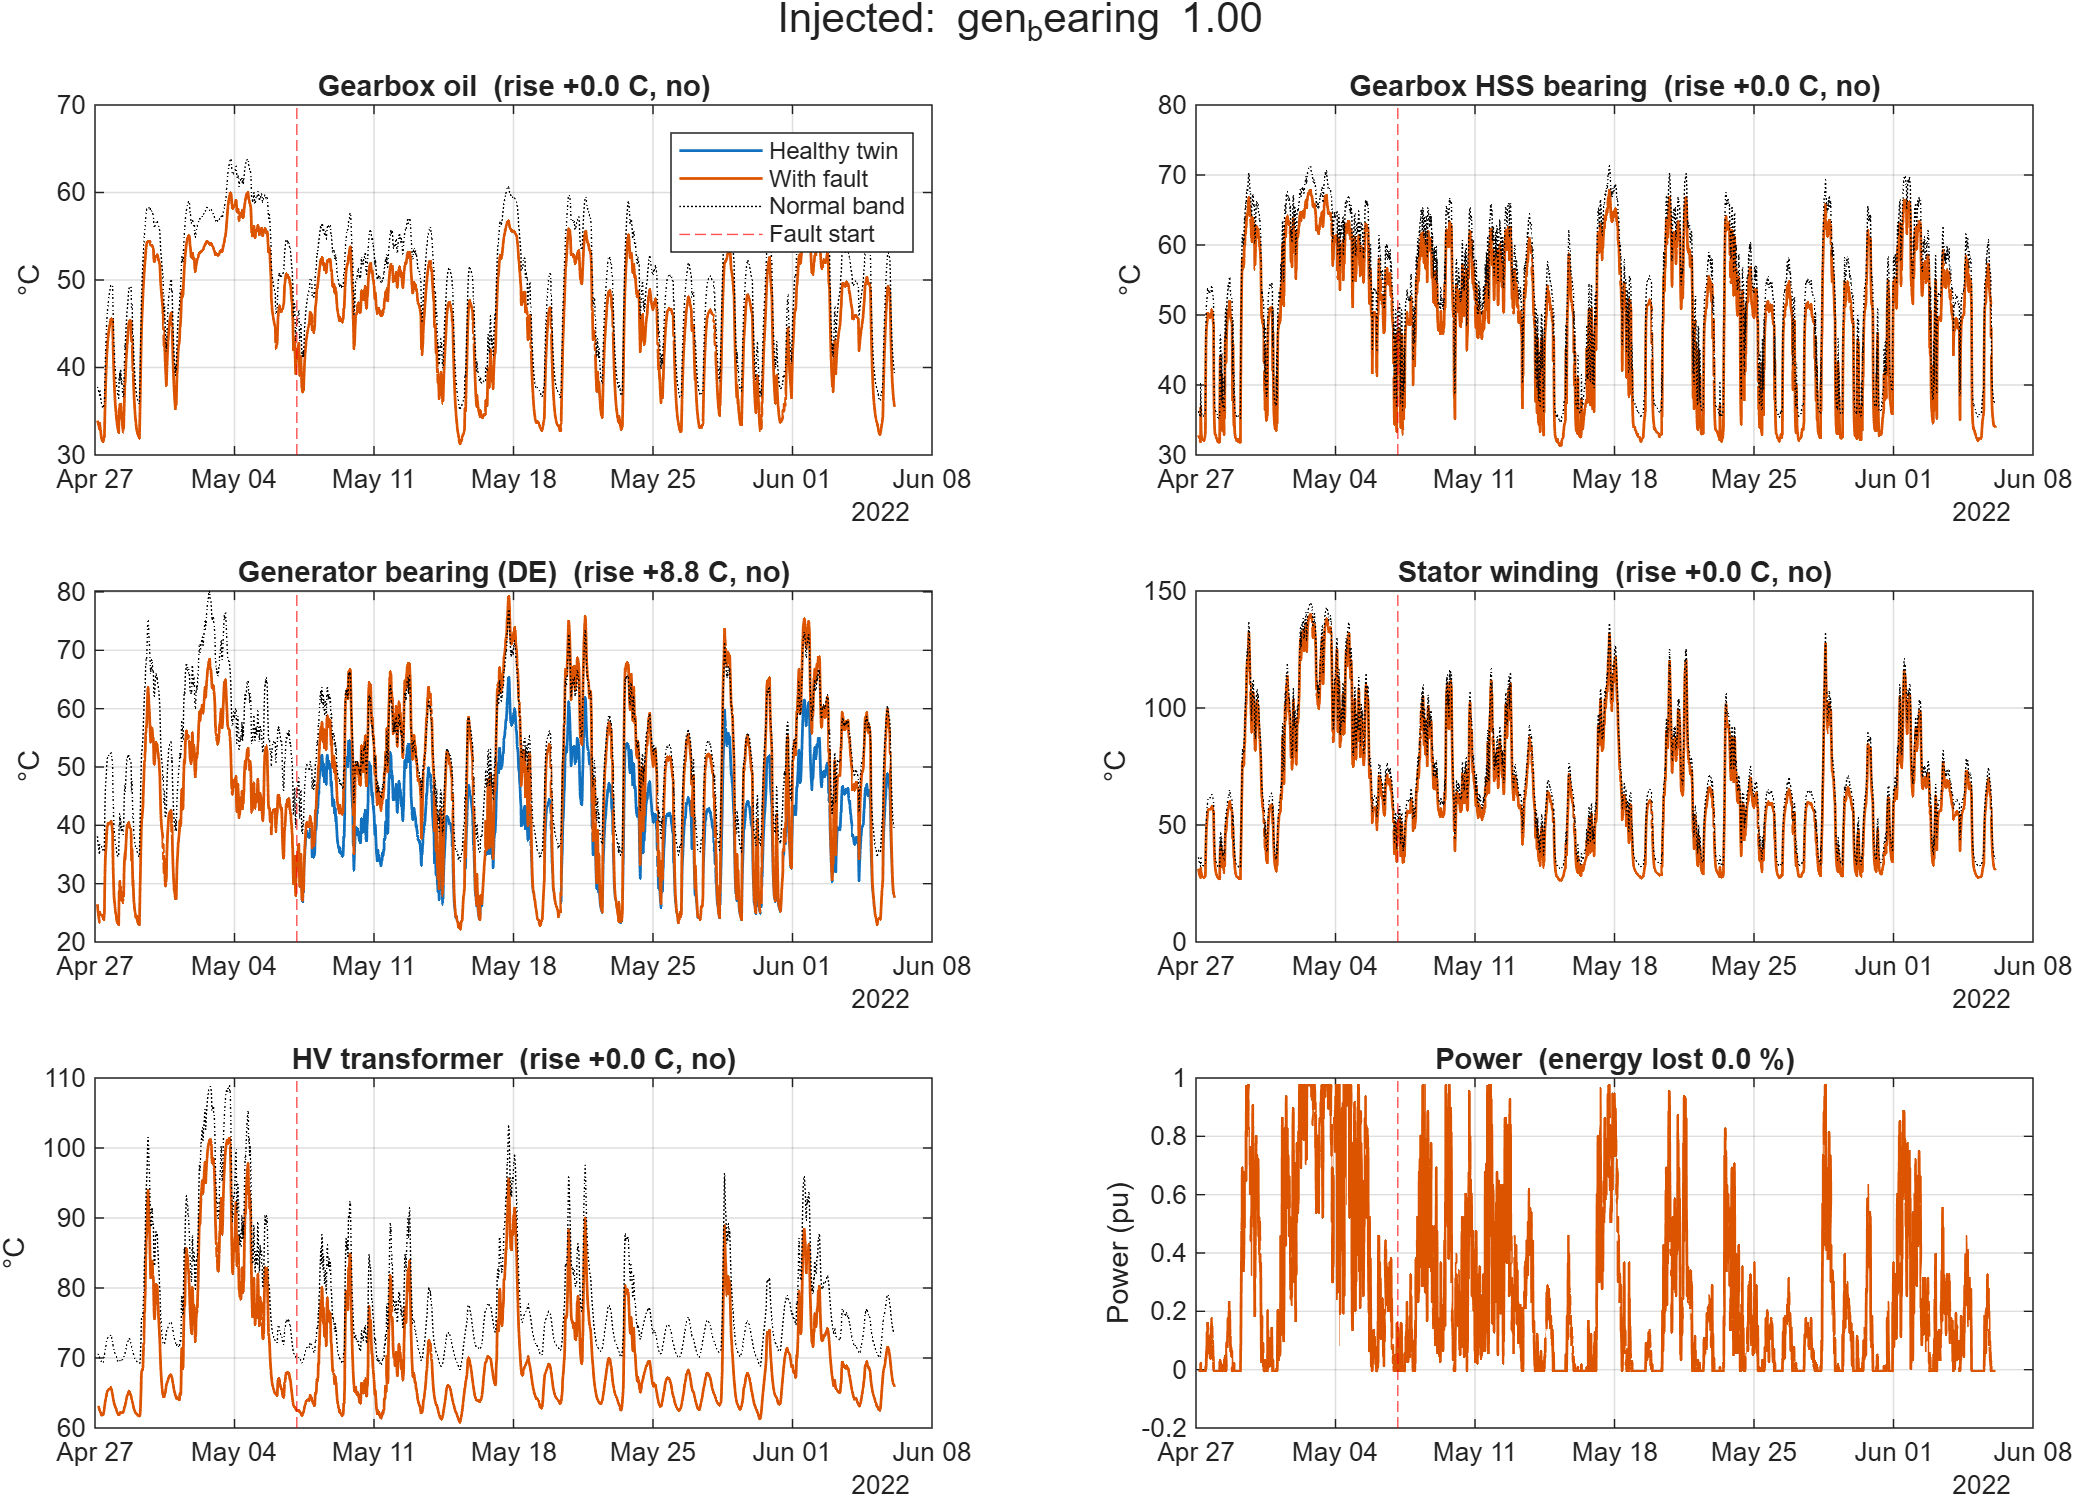 Injected: gen_bearing 1.00
Gearbox oil (rise +0.0 C, no)
°C
70
60
50
40
30
Healthy twin
With fault
Normal band
Fault start
Apr 27 May 04 May 11 May 18 May 25 Jun 01 Jun 08
2022
Gearbox HSS bearing (rise +0.0 C, no)
°C
80
70
60
50
40
30
Apr 27 May 04 May 11 May 18 May 25 Jun 01 Jun 08
2022
Generator bearing (DE) (rise +8.8 C, no)
°C
80
70
60
50
40
30
20
Apr 27 May 04 May 11 May 18 May 25 Jun 01 Jun 08
2022
Stator winding (rise +0.0 C, no)
°C
150
100
50
0
Apr 27 May 04 May 11 May 18 May 25 Jun 01 Jun 08
2022
HV transformer (rise +0.0 C, no)
°C
110
100
90
80
70
60
Apr 27 May 04 May 11 May 18 May 25 Jun 01 Jun 08
2022
Power (energy lost 0.0 %)
Power (pu)
1
0.8
0.6
0.4
0.2
0
-0.2
Apr 27 May 04 May 11 May 18 May 25 Jun 01 Jun 08
2022